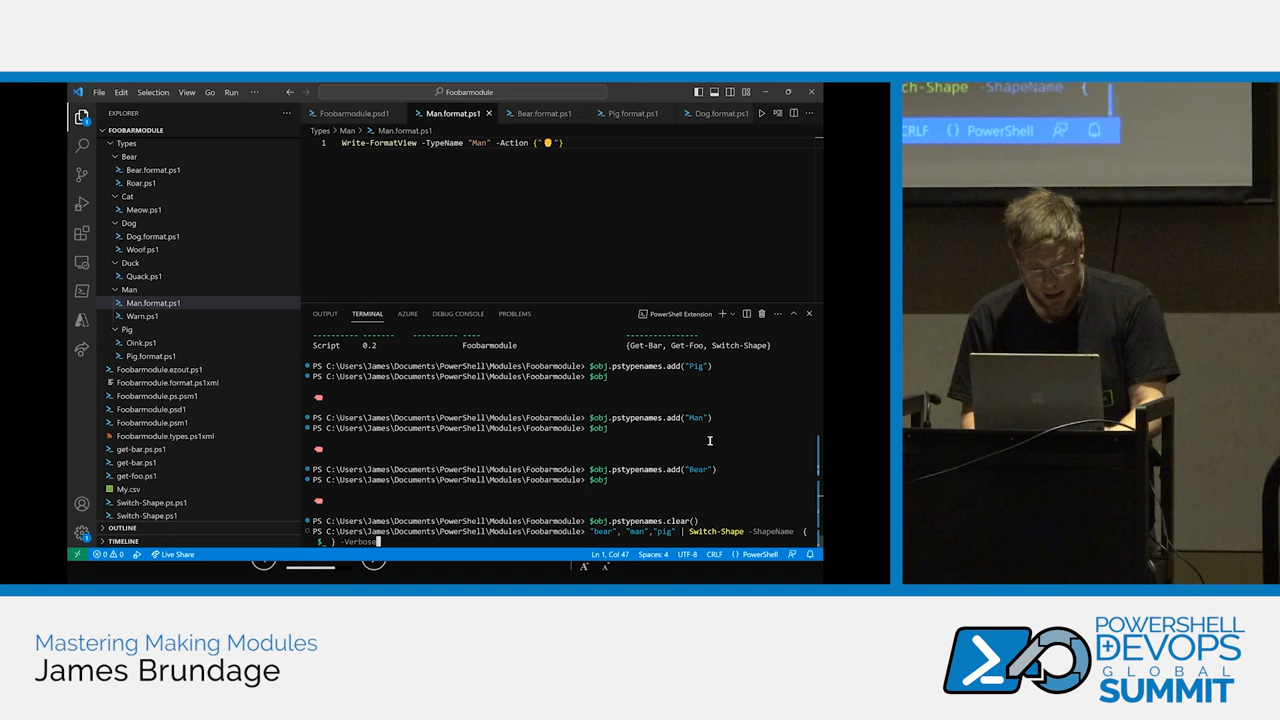 File Edit Selection View Go Run ... Foobarmodule
EXPLORER
FOOBARMODULE
Types
Bear
Bear.format.ps1
Roar.ps1
Cat
Meow.ps1
Dog
Dog.format.ps1
Woof.ps1
Duck
Quack.ps1
Man
Man.format.ps1
Warn.ps1
Pig
Oink.ps1
Pig.format.ps1
Foobarmodule.ezout.ps1
Foobarmodule.format.ps1xml
Foobarmodule.ps.psm1
Foobarmodule.psd1
Foobarmodule.psm1
Foobarmodule.types.ps1xml
get-bar.ps.ps1
get-bar.ps1
get-foo.ps1
My.csv
Switch-Shape.ps.ps1
Switch-Shape.ps1
OUTLINE
TIMELINE
Foobarmodule.psd1 Man.format.ps1 Bear.format.ps1 Pig.format.ps1 Dog.format.ps1
Types > Man > Man.format.ps1
1 Write-FormatView -TypeName "Man" -Action {"👨"}
OUTPUT TERMINAL AZURE DEBUG CONSOLE PROBLEMS PowerShell Extension
Script 0.2 Foobarmodule {Get-Bar, Get-Foo, Switch-Shape}
PS C:\Users\James\Documents\PowerShell\Modules\Foobarmodule> $obj.pstypenames.add("Pig")
PS C:\Users\James\Documents\PowerShell\Modules\Foobarmodule> $obj
PS C:\Users\James\Documents\PowerShell\Modules\Foobarmodule> $obj.pstypenames.add("Man")
PS C:\Users\James\Documents\PowerShell\Modules\Foobarmodule> $obj
PS C:\Users\James\Documents\PowerShell\Modules\Foobarmodule> $obj.pstypenames.add("Bear")
PS C:\Users\James\Documents\PowerShell\Modules\Foobarmodule> $obj
PS C:\Users\James\Documents\PowerShell\Modules\Foobarmodule> $obj.pstypenames.clear()
PS C:\Users\James\Documents\PowerShell\Modules\Foobarmodule> "bear", "man","pig" | Switch-Shape -ShapeName {
$_ } -Verbose
0 0 Live Share Ln 1, Col 47 Spaces: 4 UTF-8 CRLF PowerShell
ch-Shape -ShapeName {
CRLF {} PowerShell
Mastering Making Modules
James Brundage
POWERSHELL
DEVOPS
GLOBAL
SUMMIT